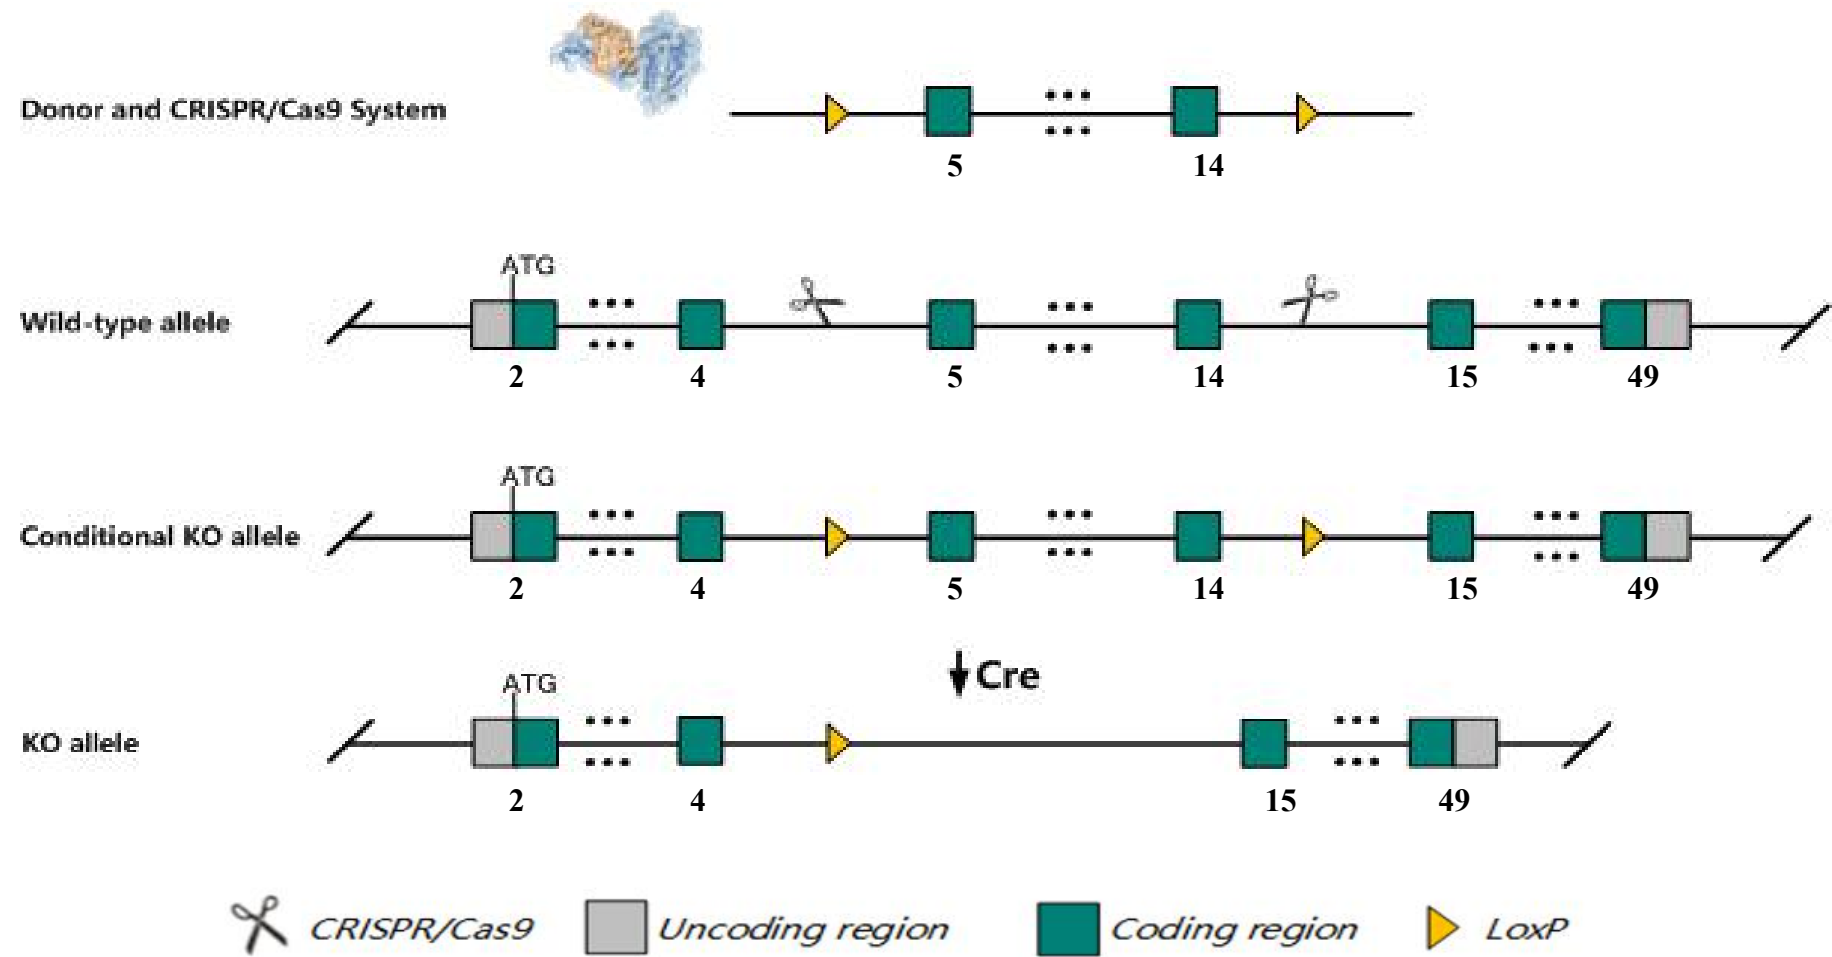 Donor and CRISPR/Cas9 System
5 14
ATG
Wild-type allele
2 4 5 14 15 49
ATG
Conditional KO allele
2 4 5 14 15 49
Cre
ATG
KO allele
2 4 15 49
CRISPR/Cas9 Uncoding region Coding region LoxP